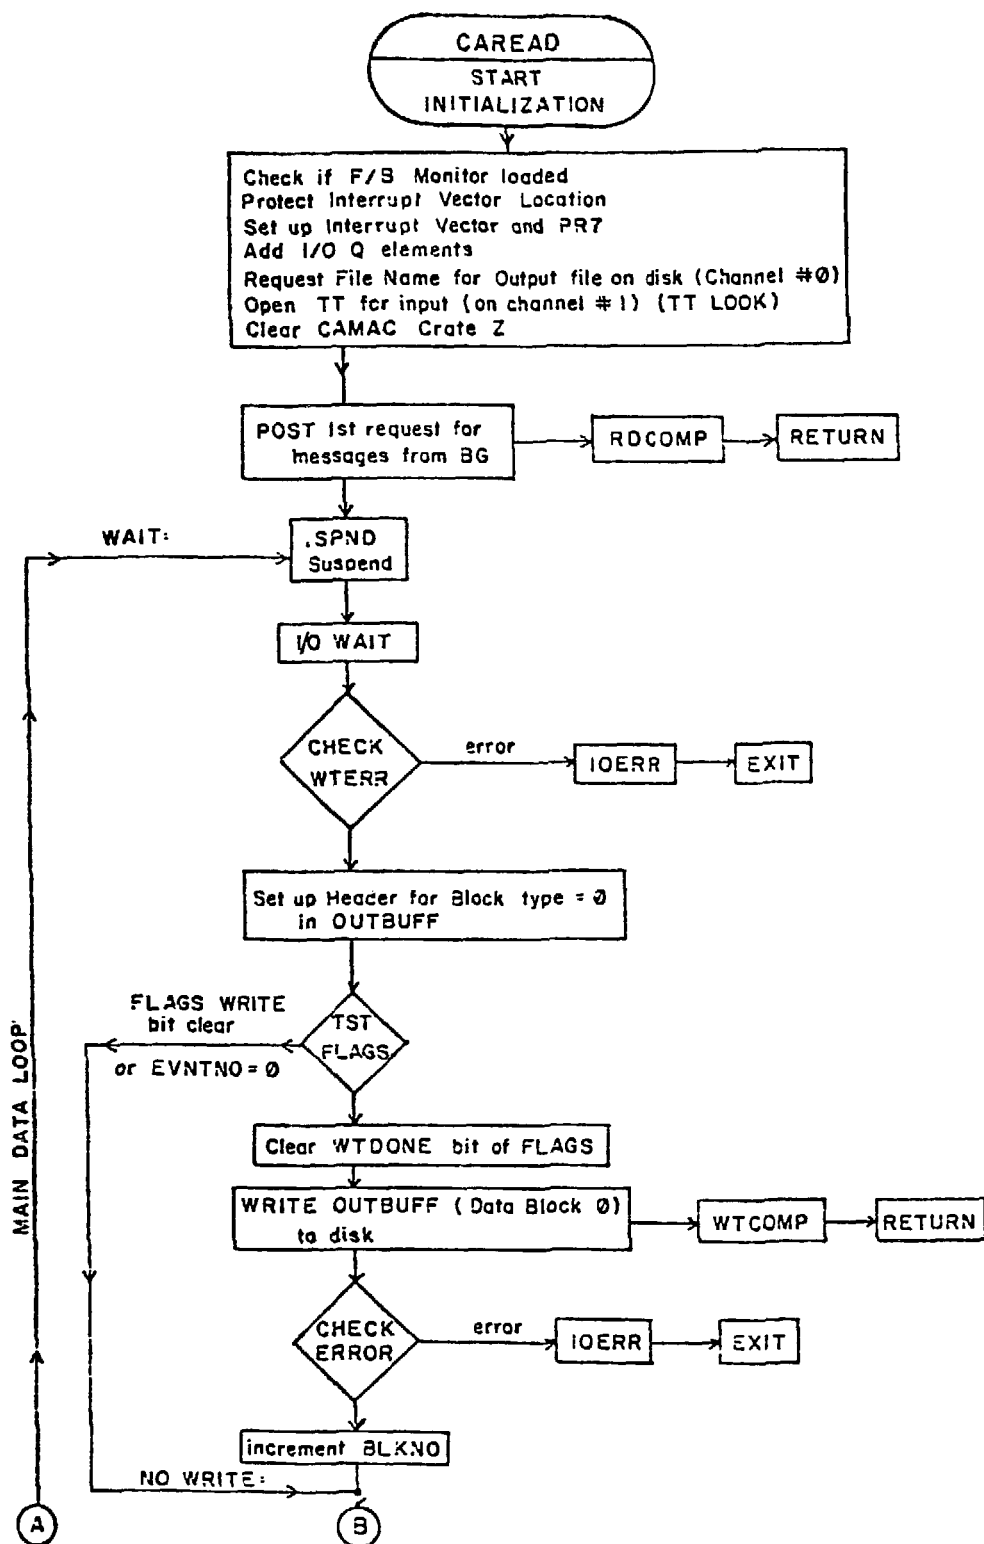 CAREAD
START
INITIALIZATION
Check if F/B Monitor loaded
Protect Interrupt Vector Location
Set up Interrupt Vector and PR7
Add I/O Q elements
Request File Name for Output file on disk (Channel #0)
Open TT for input (on channel #1) (TT LOOK)
Clear CAMAC Crate Z
POST 1st request for
messages from BG
RDCOMP
RETURN
WAIT:
.SPND
Suspend
I/O WAIT
CHECK
WTERR
error
IOERR
EXIT
Set up Header for Block type = 0
in OUTBUFF
FLAGS WRITE
bit clear
or EVNTNO = 0
TST
FLAGS
Clear WTDONE bit of FLAGS
WRITE OUTBUFF (Data Block 0)
to disk
WTCOMP
RETURN
MAIN DATA LOOP
CHECK
ERROR
error
IOERR
EXIT
increment BLKNO
NO WRITE:
A
B